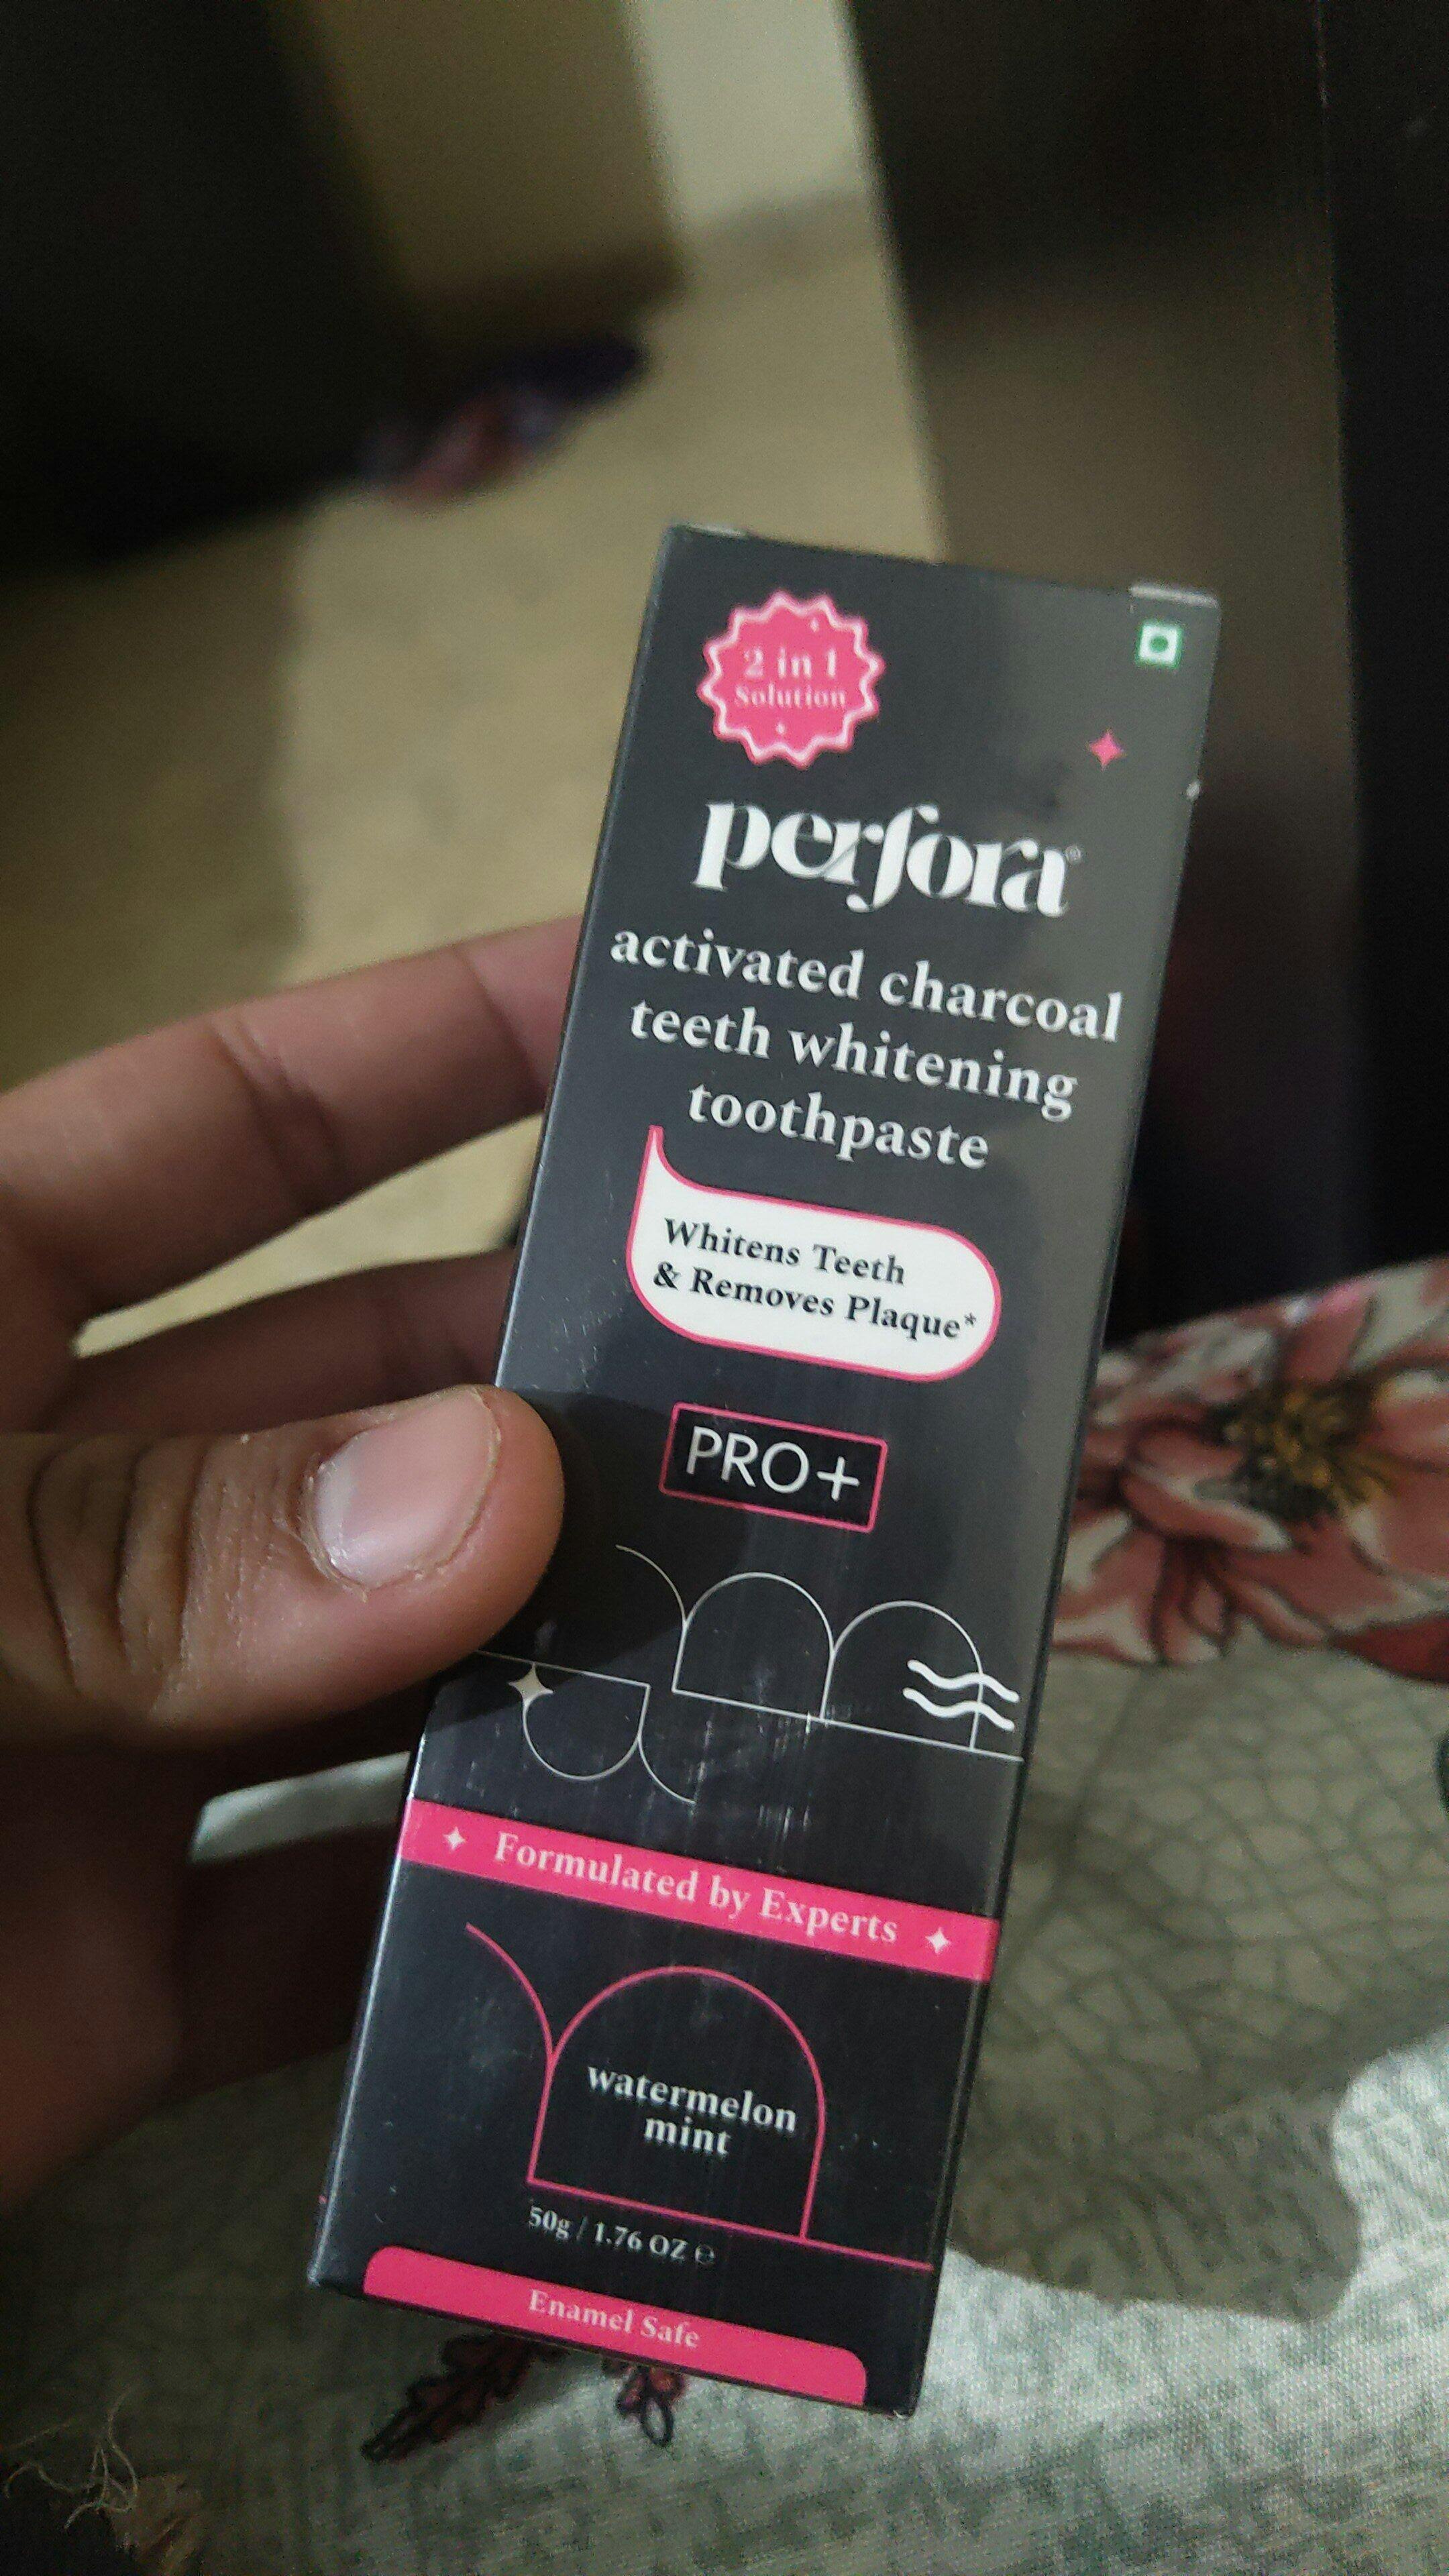 2 in 1
Solution
perfora®
activated charcoal
teeth whitening
toothpaste
Whitens Teeth
& Removes Plaque*
PRO+
Formulated by Experts
watermelon
mint
50g / 1.76 OZ ℮
Enamel Safe